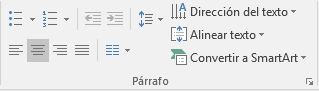 Dirección del texto
Alinear texto
Convertir a SmartArt
Párrafo